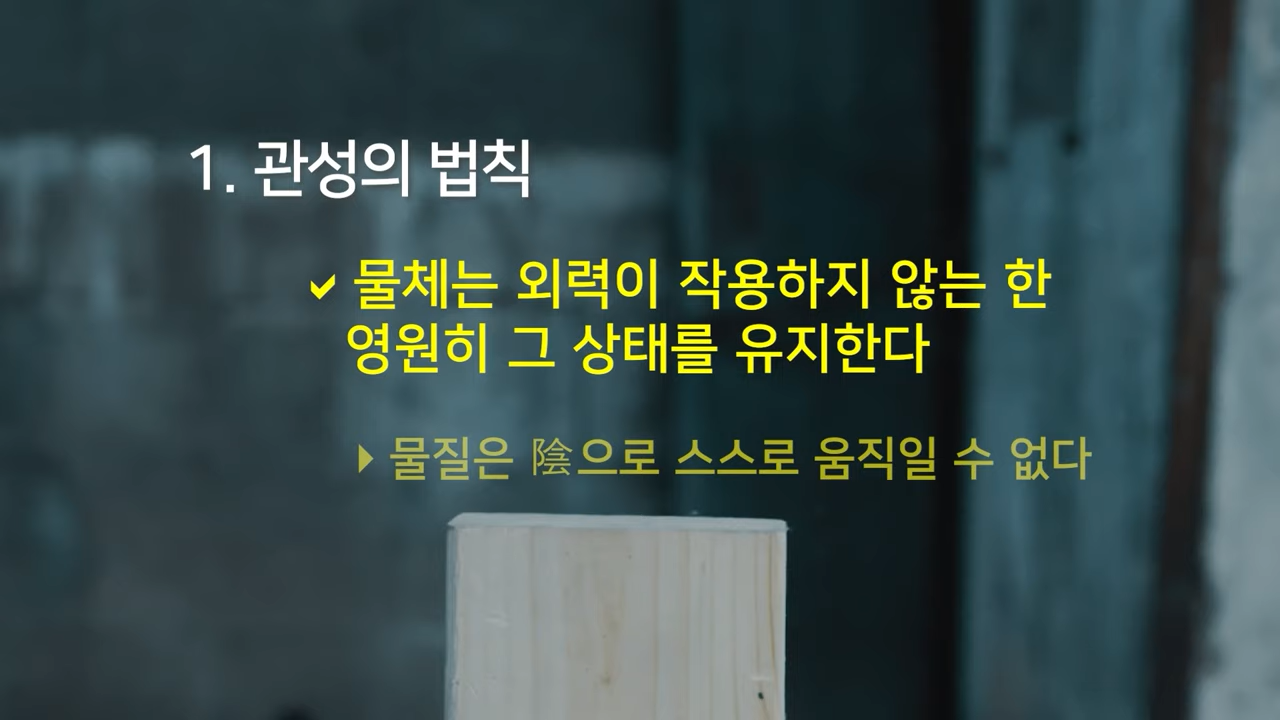 1. 관성의 법칙
물체는 외력이 작용하지 않는 한
영원히 그 상태를 유지한다
물질은 陰으로 스스로 움직일 수 없다